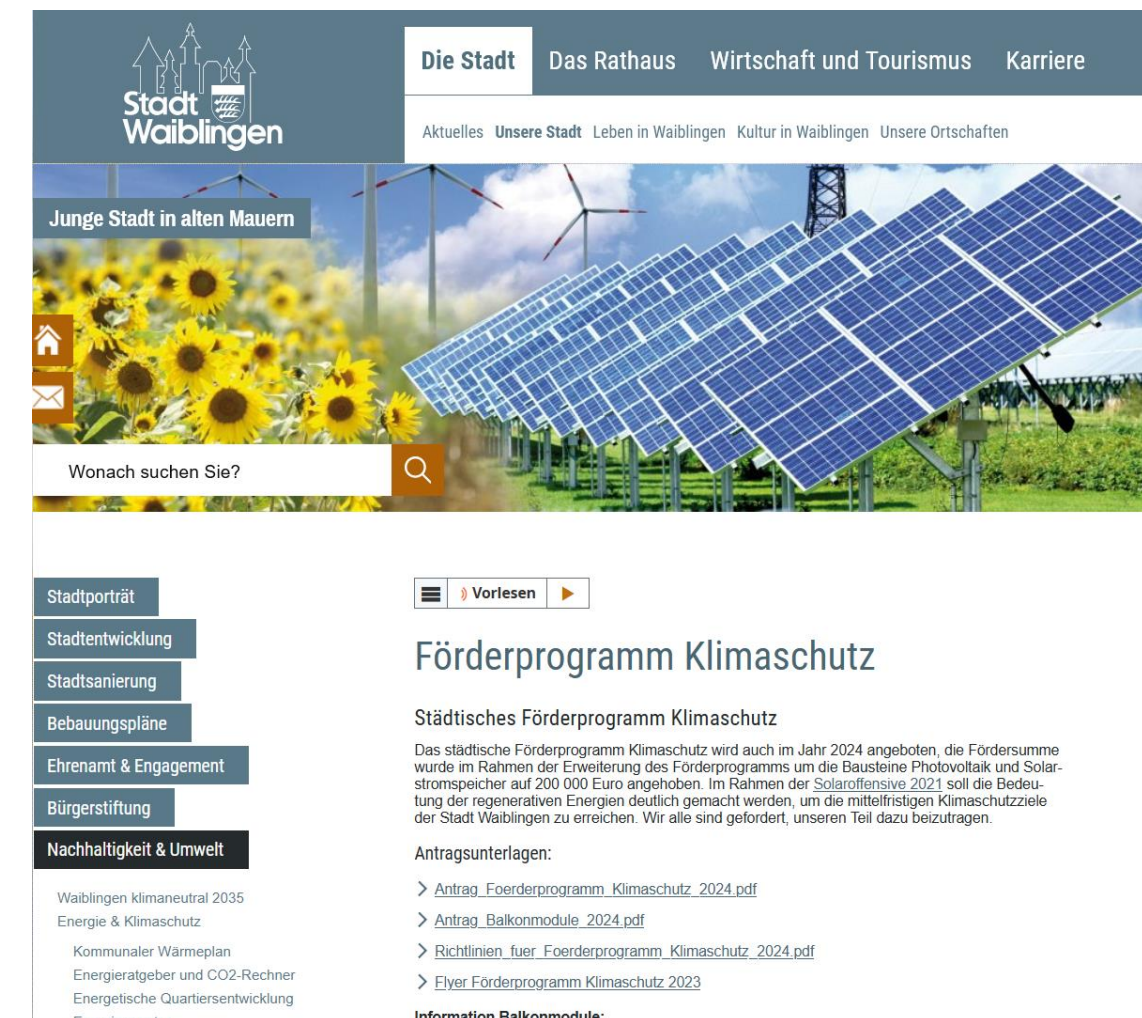 Stadt
Waiblingen
Die Stadt Das Rathaus Wirtschaft und Tourismus Karriere
Aktuelles Unsere Stadt Leben in Waiblingen Kultur in Waiblingen Unsere Ortschaften
Junge Stadt in alten Mauern
Wonach suchen Sie?
Stadtporträt
Stadtentwicklung
Stadtsanierung
Bebauungspläne
Ehrenamt & Engagement
Bürgerstiftung
Nachhaltigkeit & Umwelt
Waiblingen klimaneutral 2035
Energie & Klimaschutz
Kommunaler Wärmeplan
Energieratgeber und CO2-Rechner
Energetische Quartiersentwicklung
Vorlesen
Förderprogramm Klimaschutz
Städtisches Förderprogramm Klimaschutz
Das städtische Förderprogramm Klimaschutz wird auch im Jahr 2024 angeboten, die Fördersumme
wurde im Rahmen der Erweiterung des Förderprogramms um die Bausteine Photovoltaik und Solar-
stromspeicher auf 200 000 Euro angehoben. Im Rahmen der Solaroffensive 2021 soll die Bedeu-
tung der regenerativen Energien deutlich gemacht werden, um die mittelfristigen Klimaschutzziele
der Stadt Waiblingen zu erreichen. Wir alle sind gefordert, unseren Teil dazu beizutragen.
Antragsunterlagen:
Antrag_Foerderprogramm_Klimaschutz_2024.pdf
Antrag_Balkonmodule_2024.pdf
Richtlinien_fuer_Foerderprogramm_Klimaschutz_2024.pdf
Flyer Förderprogramm Klimaschutz 2023
Information Balkonmodule: